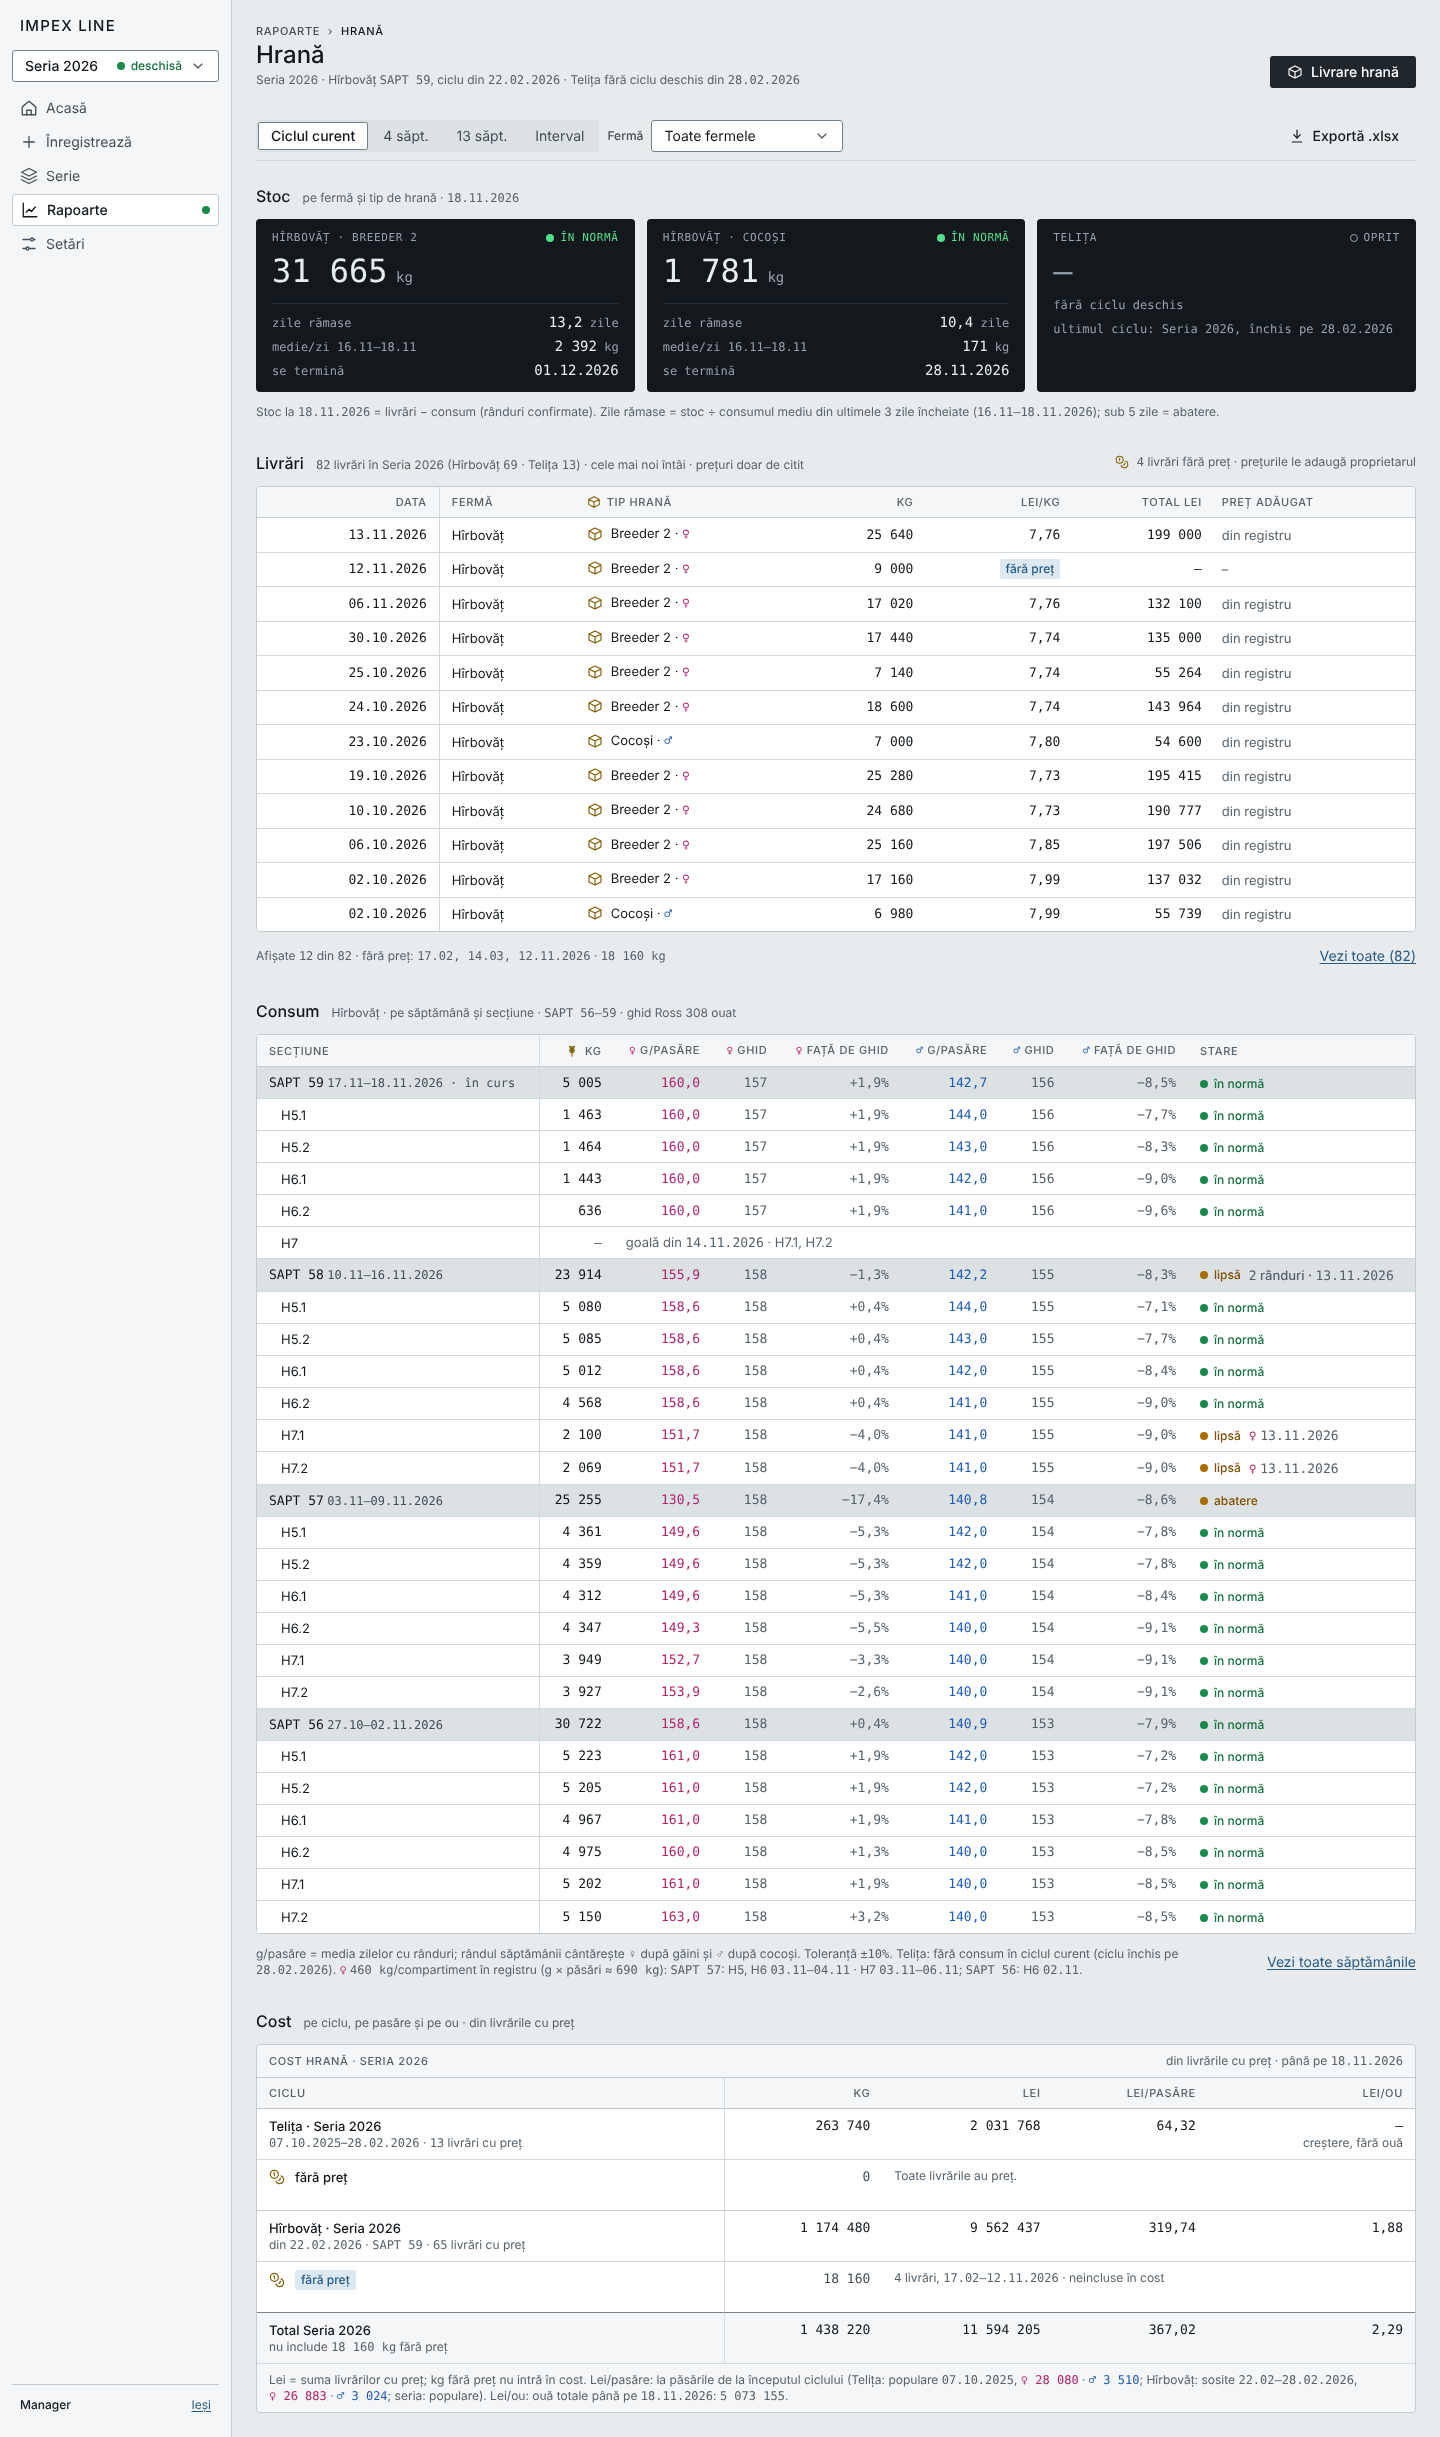 IMPEX LINE
Seria 2026 deschisă
Acasă
Înregistrează
Serie
Rapoarte
Setări
RAPOARTE › HRANĂ
Hrană
Seria 2026 · Hîrbovăț SAPT 59, ciclu din 22.02.2026 · Telița fără ciclu deschis din 28.02.2026
Livrare hrană
Ciclul curent 4 săpt. 13 săpt. Interval Fermă Toate fermele
Exportă .xlsx
Stoc pe fermă și tip de hrană · 18.11.2026
HÎRBOVĂȚ · BREEDER 2 ÎN NORMĂ
31 665 kg
zile rămase 13,2 zile
medie/zi 16.11–18.11 2 392 kg
se termină 01.12.2026
HÎRBOVĂȚ · COCOȘI ÎN NORMĂ
1 781 kg
zile rămase 10,4 zile
medie/zi 16.11–18.11 171 kg
se termină 28.11.2026
TELIȚA OPRIT
—
fără ciclu deschis
ultimul ciclu: Seria 2026, închis pe 28.02.2026
Stoc la 18.11.2026 = livrări − consum (rânduri confirmate). Zile rămase = stoc ÷ consumul mediu din ultimele 3 zile încheiate (16.11–18.11.2026); sub 5 zile = abatere.
Livrări 82 livrări în Seria 2026 (Hîrbovăț 69 · Telița 13) · cele mai noi întâi · prețuri doar de citit
4 livrări fără preț · prețurile le adaugă proprietarul
DATA FERMĂ TIP HRANĂ KG LEI/KG TOTAL LEI PREȚ ADĂUGAT
13.11.2026 Hîrbovăț Breeder 2 · ♀ 25 640 7,76 199 000 din registru
12.11.2026 Hîrbovăț Breeder 2 · ♀ 9 000 fără preț — –
06.11.2026 Hîrbovăț Breeder 2 · ♀ 17 020 7,76 132 100 din registru
30.10.2026 Hîrbovăț Breeder 2 · ♀ 17 440 7,74 135 000 din registru
25.10.2026 Hîrbovăț Breeder 2 · ♀ 7 140 7,74 55 264 din registru
24.10.2026 Hîrbovăț Breeder 2 · ♀ 18 600 7,74 143 964 din registru
23.10.2026 Hîrbovăț Cocoși · ♂ 7 000 7,80 54 600 din registru
19.10.2026 Hîrbovăț Breeder 2 · ♀ 25 280 7,73 195 415 din registru
10.10.2026 Hîrbovăț Breeder 2 · ♀ 24 680 7,73 190 777 din registru
06.10.2026 Hîrbovăț Breeder 2 · ♀ 25 160 7,85 197 506 din registru
02.10.2026 Hîrbovăț Breeder 2 · ♀ 17 160 7,99 137 032 din registru
02.10.2026 Hîrbovăț Cocoși · ♂ 6 980 7,99 55 739 din registru
Afișate 12 din 82 · fără preț: 17.02, 14.03, 12.11.2026 · 18 160 kg
Vezi toate (82)
Consum Hîrbovăț · pe săptămână și secțiune · SAPT 56–59 · ghid Ross 308 ouat
SECȚIUNE KG ♀ G/PASĂRE ♀ GHID ♀ FAȚĂ DE GHID ♂ G/PASĂRE ♂ GHID ♂ FAȚĂ DE GHID STARE
SAPT 59 17.11–18.11.2026 · în curs 5 005 160,0 157 +1,9% 142,7 156 −8,5% în normă
H5.1 1 463 160,0 157 +1,9% 144,0 156 −7,7% în normă
H5.2 1 464 160,0 157 +1,9% 143,0 156 −8,3% în normă
H6.1 1 443 160,0 157 +1,9% 142,0 156 −9,0% în normă
H6.2 636 160,0 157 +1,9% 141,0 156 −9,6% în normă
H7 — goală din 14.11.2026 · H7.1, H7.2
SAPT 58 10.11–16.11.2026 23 914 155,9 158 −1,3% 142,2 155 −8,3% lipsă 2 rânduri · 13.11.2026
H5.1 5 080 158,6 158 +0,4% 144,0 155 −7,1% în normă
H5.2 5 085 158,6 158 +0,4% 143,0 155 −7,7% în normă
H6.1 5 012 158,6 158 +0,4% 142,0 155 −8,4% în normă
H6.2 4 568 158,6 158 +0,4% 141,0 155 −9,0% în normă
H7.1 2 100 151,7 158 −4,0% 141,0 155 −9,0% lipsă ♀ 13.11.2026
H7.2 2 069 151,7 158 −4,0% 141,0 155 −9,0% lipsă ♀ 13.11.2026
SAPT 57 03.11–09.11.2026 25 255 130,5 158 −17,4% 140,8 154 −8,6% abatere
H5.1 4 361 149,6 158 −5,3% 142,0 154 −7,8% în normă
H5.2 4 359 149,6 158 −5,3% 142,0 154 −7,8% în normă
H6.1 4 312 149,6 158 −5,3% 141,0 154 −8,4% în normă
H6.2 4 347 149,3 158 −5,5% 140,0 154 −9,1% în normă
H7.1 3 949 152,7 158 −3,3% 140,0 154 −9,1% în normă
H7.2 3 927 153,9 158 −2,6% 140,0 154 −9,1% în normă
SAPT 56 27.10–02.11.2026 30 722 158,6 158 +0,4% 140,9 153 −7,9% în normă
H5.1 5 223 161,0 158 +1,9% 142,0 153 −7,2% în normă
H5.2 5 205 161,0 158 +1,9% 142,0 153 −7,2% în normă
H6.1 4 967 161,0 158 +1,9% 141,0 153 −7,8% în normă
H6.2 4 975 160,0 158 +1,3% 140,0 153 −8,5% în normă
H7.1 5 202 161,0 158 +1,9% 140,0 153 −8,5% în normă
H7.2 5 150 163,0 158 +3,2% 140,0 153 −8,5% în normă
g/pasăre = media zilelor cu rânduri; rândul săptămânii cântărește ♀ după găini și ♂ după cocoși. Toleranță ±10%. Telița: fără consum în ciclul curent (ciclu închis pe
28.02.2026). ♀ 460 kg/compartiment în registru (g × păsări ≈ 690 kg): SAPT 57: H5, H6 03.11–04.11 · H7 03.11–06.11; SAPT 56: H6 02.11.
Vezi toate săptămânile
Cost pe ciclu, pe pasăre și pe ou · din livrările cu preț
COST HRANĂ · SERIA 2026 din livrările cu preț · până pe 18.11.2026
CICLU KG LEI LEI/PASĂRE LEI/OU
Telița · Seria 2026 263 740 2 031 768 64,32 —
07.10.2025–28.02.2026 · 13 livrări cu preț creștere, fără ouă
fără preț 0 Toate livrările au preț.
Hîrbovăț · Seria 2026 1 174 480 9 562 437 319,74 1,88
din 22.02.2026 · SAPT 59 · 65 livrări cu preț
fără preț 18 160 4 livrări, 17.02–12.11.2026 · neincluse în cost
Total Seria 2026 1 438 220 11 594 205 367,02 2,29
nu include 18 160 kg fără preț
Lei = suma livrărilor cu preț; kg fără preț nu intră în cost. Lei/pasăre: la păsările de la începutul ciclului (Telița: populare 07.10.2025, ♀ 28 080 · ♂ 3 510; Hîrbovăț: sosite 22.02–28.02.2026,
♀ 26 883 · ♂ 3 024; seria: populare). Lei/ou: ouă totale până pe 18.11.2026: 5 073 155.
Manager Ieși